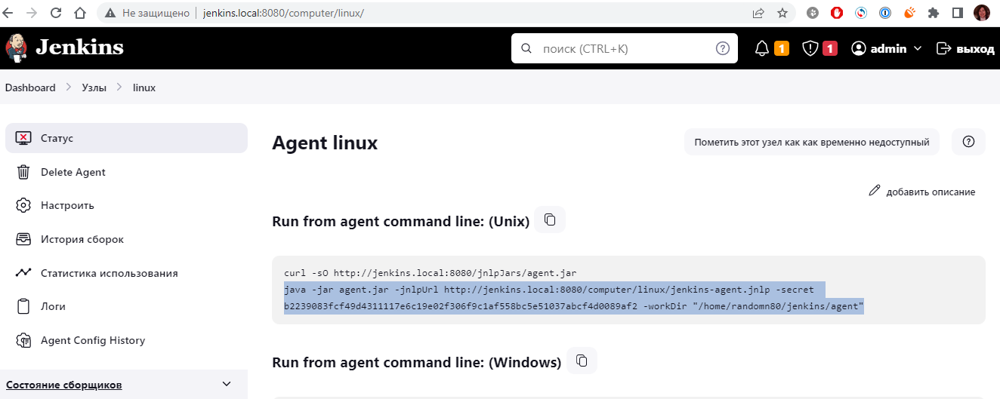 Не защищено jenkins.local:8080/computer/linux/
Jenkins
поиск (CTRL+K)
1
1
admin
выход
Dashboard
Узлы
linux
Статус
Delete Agent
Настроить
История сборок
Статистика использования
Логи
Agent Config History
Состояние сборщиков
Agent linux
Пометить этот узел как как временно недоступный
добавить описание
Run from agent command line: (Unix)
curl -sO http://jenkins.local:8080/jnlpJars/agent.jar
java -jar agent.jar -jnlpUrl http://jenkins.local:8080/computer/linux/jenkins-agent.jnlp -secret
b2239083fcf49d4311117e6c19e02f306f9c1af558bc5e51037abcf4d0089af2 -workDir "/home/randomn80/jenkins/agent"
Run from agent command line: (Windows)